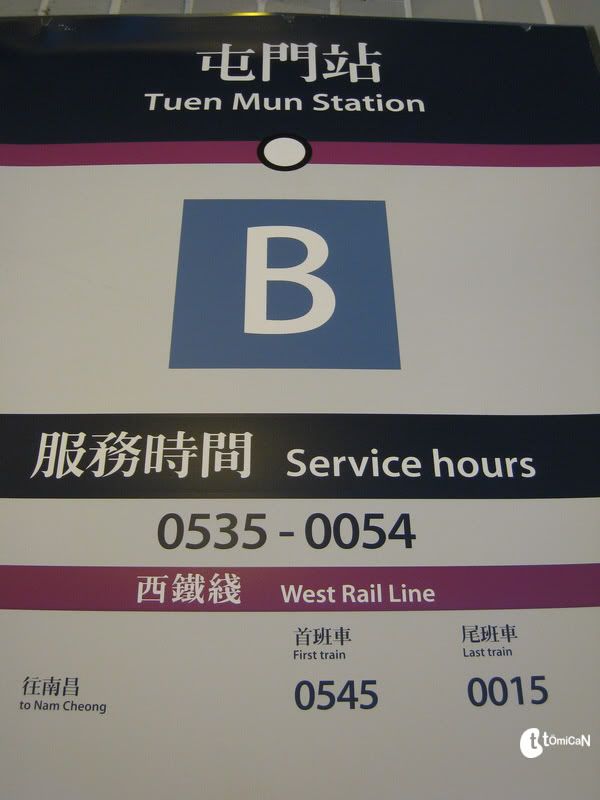 屯門站
Tuen Mun Station
B
服務時間 Service hours
0535 - 0054
西鐵綫 West Rail Line
首班車 尾班車
First train Last train
往南昌
to Nam Cheong
0545 0015
tômicaN